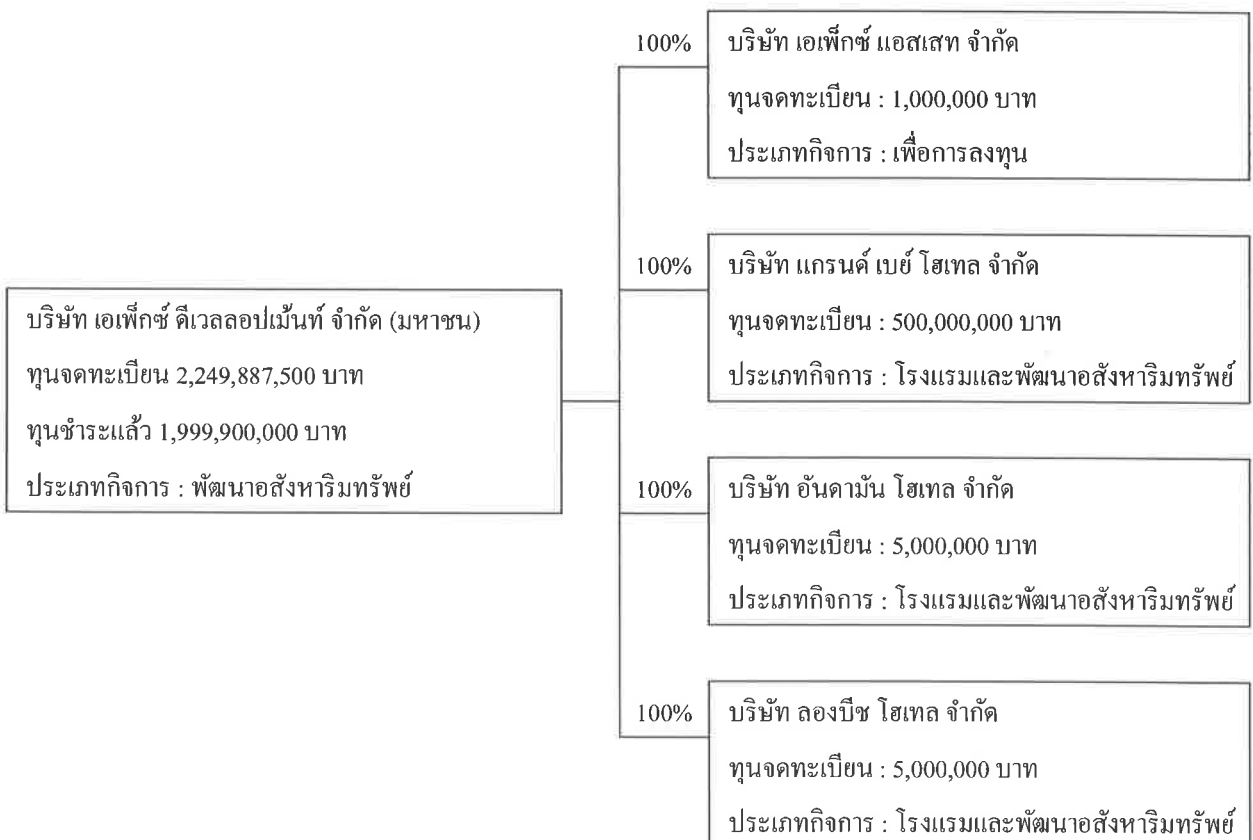 บริษัท เอเพ็กซ์ ดีเวลลอปเม้นท์ จำกัด (มหาชน)
ทุนจดทะเบียน 2,249,887,500 บาท
ทุนชำระแล้ว 1,999,900,000 บาท
ประเภทกิจการ : พัฒนาอสังหาริมทรัพย์
100%
บริษัท เอเพ็กซ์ แอสเสท จำกัด
ทุนจดทะเบียน : 1,000,000 บาท
ประเภทกิจการ : เพื่อการลงทุน
100%
บริษัท แกรนด์ เบย์ โฮเทล จำกัด
ทุนจดทะเบียน : 500,000,000 บาท
ประเภทกิจการ : โรงแรมและพัฒนาอสังหาริมทรัพย์
100%
บริษัท อันดามัน โฮเทล จำกัด
ทุนจดทะเบียน : 5,000,000 บาท
ประเภทกิจการ : โรงแรมและพัฒนาอสังหาริมทรัพย์
100%
บริษัท ลองบีช โฮเทล จำกัด
ทุนจดทะเบียน : 5,000,000 บาท
ประเภทกิจการ : โรงแรมและพัฒนาอสังหาริมทรัพย์